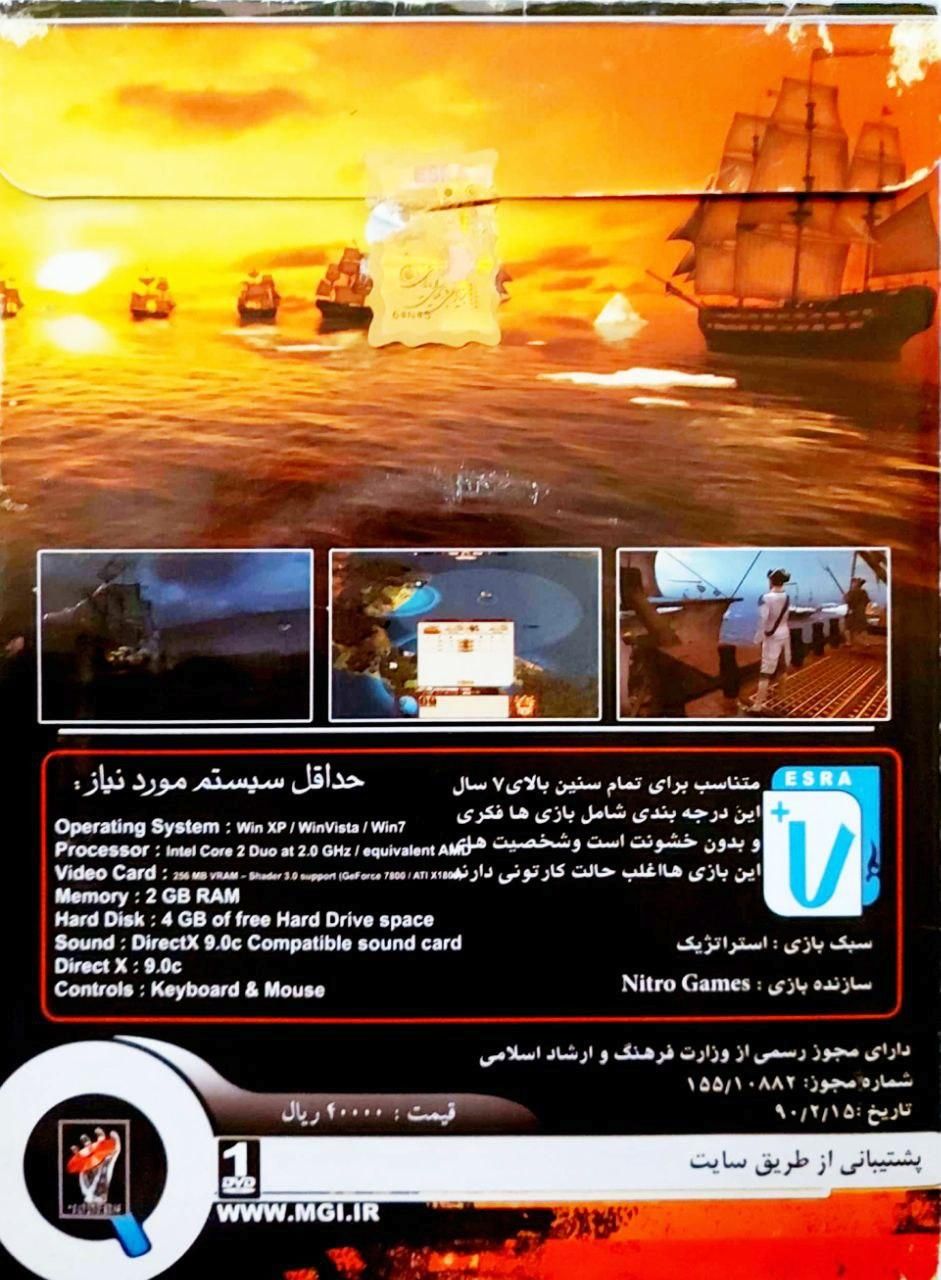 64N4S
حداقل سیستم مورد نیاز :
Operating System : Win XP / WinVista / Win7
Processor : Intel Core 2 Duo at 2.0 GHz / equivalent AMD
Video Card : 256 MB VRAM – Shader 3.0 support (GeForce 7800 / ATI X1800)
Memory : 2 GB RAM
Hard Disk : 4 GB of free Hard Drive space
Sound : DirectX 9.0c Compatible sound card
Direct X : 9.0c
Controls : Keyboard & Mouse
ESRA
+۷
متناسب برای تمام سنین بالای۷ سال
این درجه بندی شامل بازی ها فکری
و بدون خشونت است وشخصیت های
این بازی هااغلب حالت کارتونی دارند
سبک بازی : استراتژیک
سازنده بازی : Nitro Games
دارای مجوز رسمی از وزارت فرهنگ و ارشاد اسلامی
شماره مجوز: ۱۵۵/۱۰۸۸۲
تاریخ :۹۰/۲/۱۵
قیمت : ۴۰۰۰۰ ریال
پشتیبانی از طریق سایت
1
DVD
WWW.MGI.IR